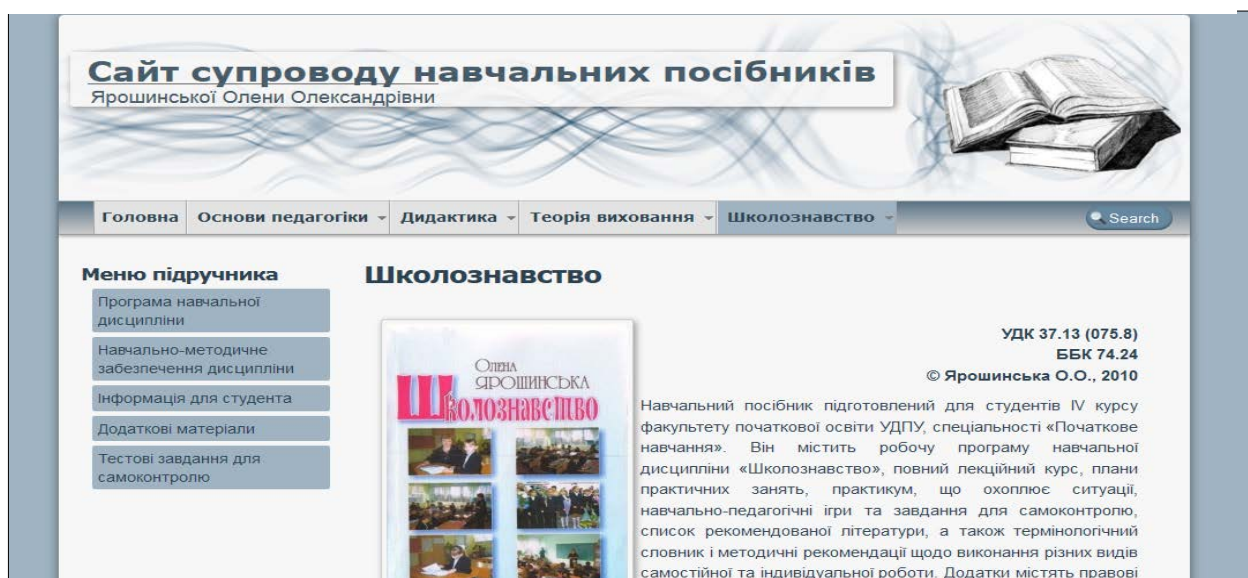 Сайт супроводу навчальних посібників
Ярошинської Олени Олександрівни
Головна
Основи педагогіки
Дидактика
Теорія виховання
Школознавство
Search
Меню підручника
Програма навчальної
дисципліни
Навчально-методичне
забезпечення дисципліни
Інформація для студента
Додаткові матеріали
Тестові завдання для
самоконтролю
Школознавство
Олена
ЯРОШИНСЬКА
Школознавство
УДК 37.13 (075.8)
ББК 74.24
© Ярошинська О.О., 2010
Навчальний посібник підготовлений для студентів IV курсу
факультету початкової освіти УДПУ, спеціальності «Початкове
навчання». Він містить робочу програму навчальної
дисципліни «Школознавство», повний лекційний курс, плани
практичних занять, практикум, що охоплює ситуації,
навчально-педагогічні ігри та завдання для самоконтролю,
список рекомендованої літератури, а також термінологічний
словник і методичні рекомендації щодо виконання різних видів
самостійної та індивідуальної роботи. Додатки містять правові